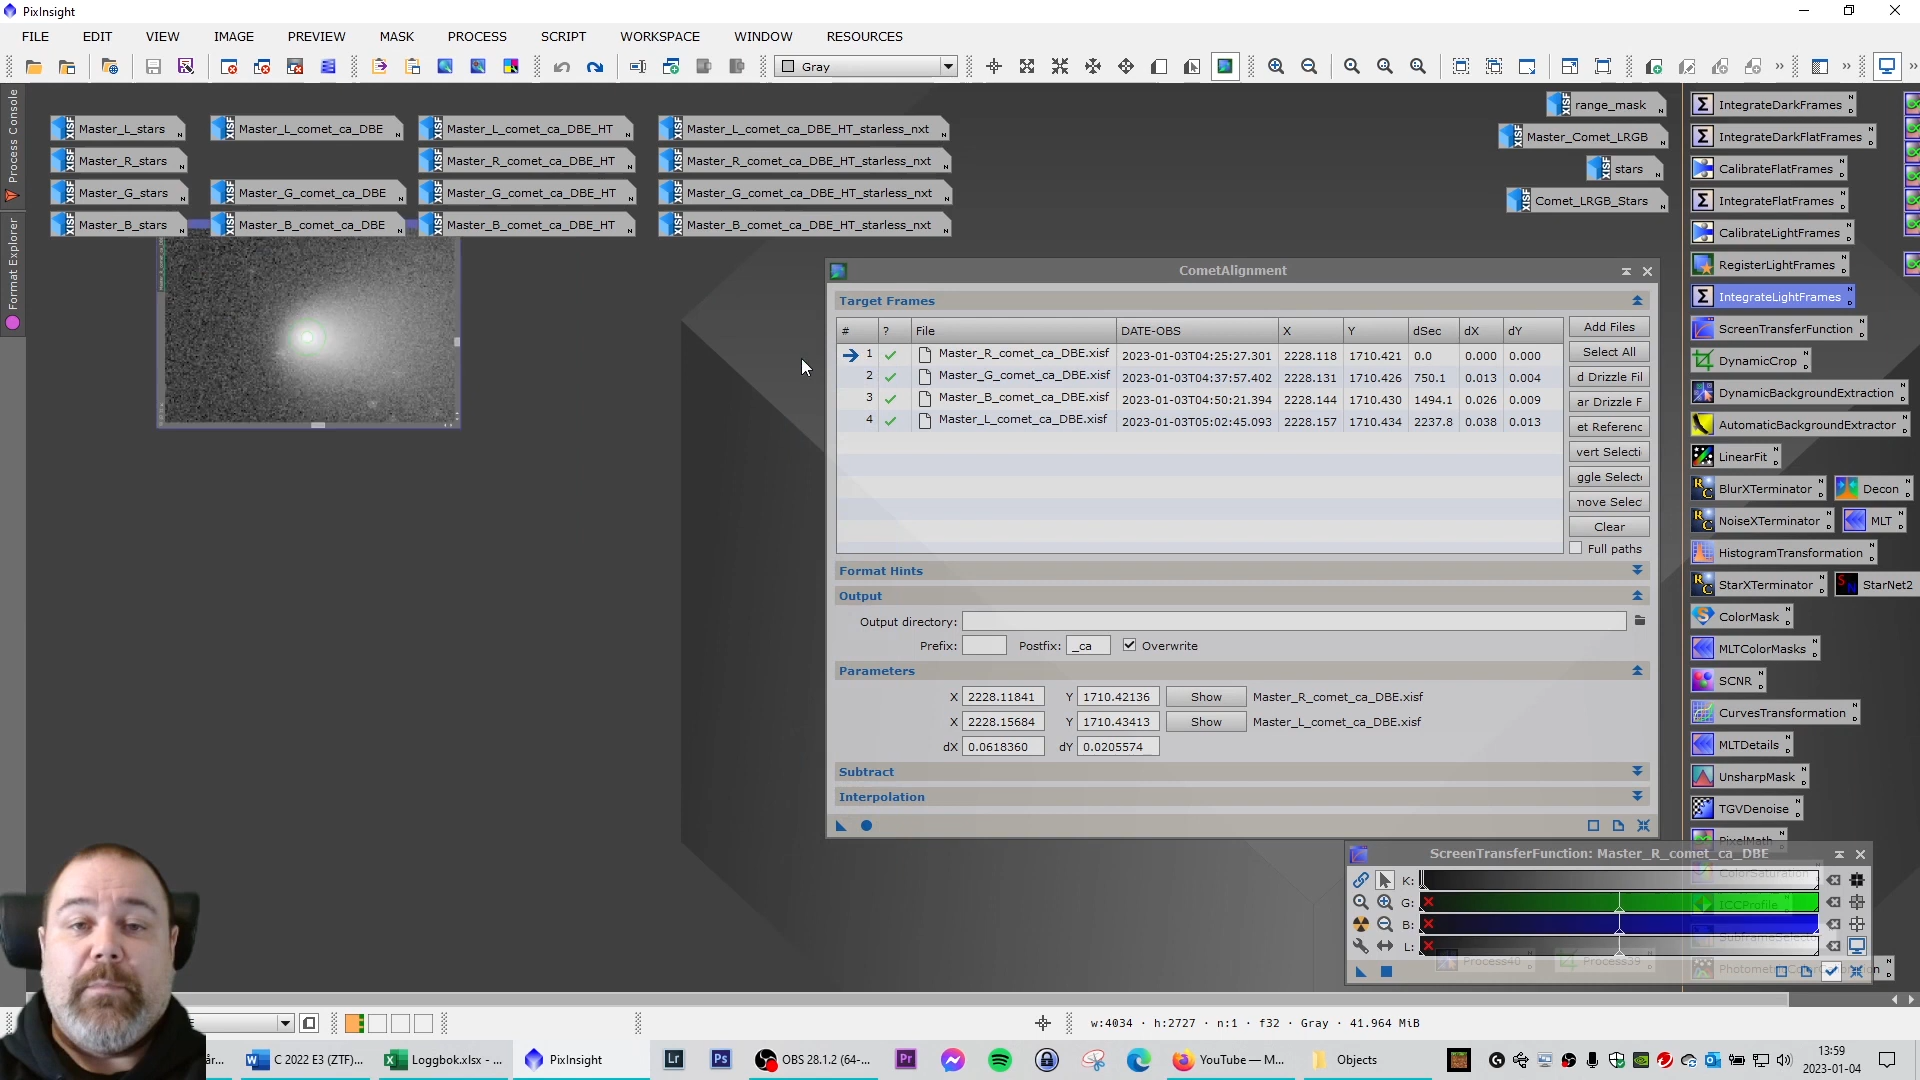 PixInsight
FILE EDIT VIEW IMAGE PREVIEW MASK PROCESS SCRIPT WORKSPACE WINDOW RESOURCES
Gray
Process Console
Format Explorer
Master_L_stars Master_L_comet_ca_DBE Master_L_comet_ca_DBE_HT Master_L_comet_ca_DBE_HT_starless_nxt
Master_R_stars Master_R_comet_ca_DBE_HT Master_R_comet_ca_DBE_HT_starless_nxt
Master_G_stars Master_G_comet_ca_DBE Master_G_comet_ca_DBE_HT Master_G_comet_ca_DBE_HT_starless_nxt
Master_B_stars Master_B_comet_ca_DBE Master_B_comet_ca_DBE_HT Master_B_comet_ca_DBE_HT_starless_nxt
range_mask
Master_Comet_LRGB
stars
Comet_LRGB_Stars
IntegrateDarkFrames
IntegrateDarkFlatFrames
CalibrateFlatFrames
IntegrateFlatFrames
CalibrateLightFrames
RegisterLightFrames
IntegrateLightFrames
ScreenTransferFunction
DynamicCrop
DynamicBackgroundExtraction
AutomaticBackgroundExtractor
LinearFit
BlurXTerminator Decon
NoiseXTerminator MLT
HistogramTransformation
StarXTerminator StarNet2
ColorMask
MLTColorMasks
SCNR
CurvesTransformation
MLTDetails
UnsharpMask
TGVDenoise
PixelMath
CometAlignment
Target Frames
# ? File DATE-OBS X Y dSec dX dY
1 Master_R_comet_ca_DBE.xisf 2023-01-03T04:25:27.301 2228.118 1710.421 0.0 0.000 0.000
2 Master_G_comet_ca_DBE.xisf 2023-01-03T04:37:57.402 2228.131 1710.426 750.1 0.013 0.004
3 Master_B_comet_ca_DBE.xisf 2023-01-03T04:50:21.394 2228.144 1710.430 1494.1 0.026 0.009
4 Master_L_comet_ca_DBE.xisf 2023-01-03T05:02:45.093 2228.157 1710.434 2237.8 0.038 0.013
Add Files
Select All
d Drizzle Fil
ar Drizzle F
et Referenc
vert Selecti
ggle Select
move Selec
Clear
Full paths
Format Hints
Output
Output directory:
Prefix: Postfix: _ca Overwrite
Parameters
X 2228.11841 Y 1710.42136 Show Master_R_comet_ca_DBE.xisf
X 2228.15684 Y 1710.43413 Show Master_L_comet_ca_DBE.xisf
dX 0.0618360 dY 0.0205574
Subtract
Interpolation
ScreenTransferFunction: Master_R_comet_ca_DBE
K:
G:
B:
L:
ColorSaturation
ICCProfile
Process40 Process39
w:4034 · h:2727 · n:1 · f32 · Gray · 41.964 MiB
C 2022 E3 (ZTF)... Loggbok.xlsx - ... PixInsight Lr Ps OBS 28.1.2 (64-... Pr YouTube — M... Objects
13:59
2023-01-04